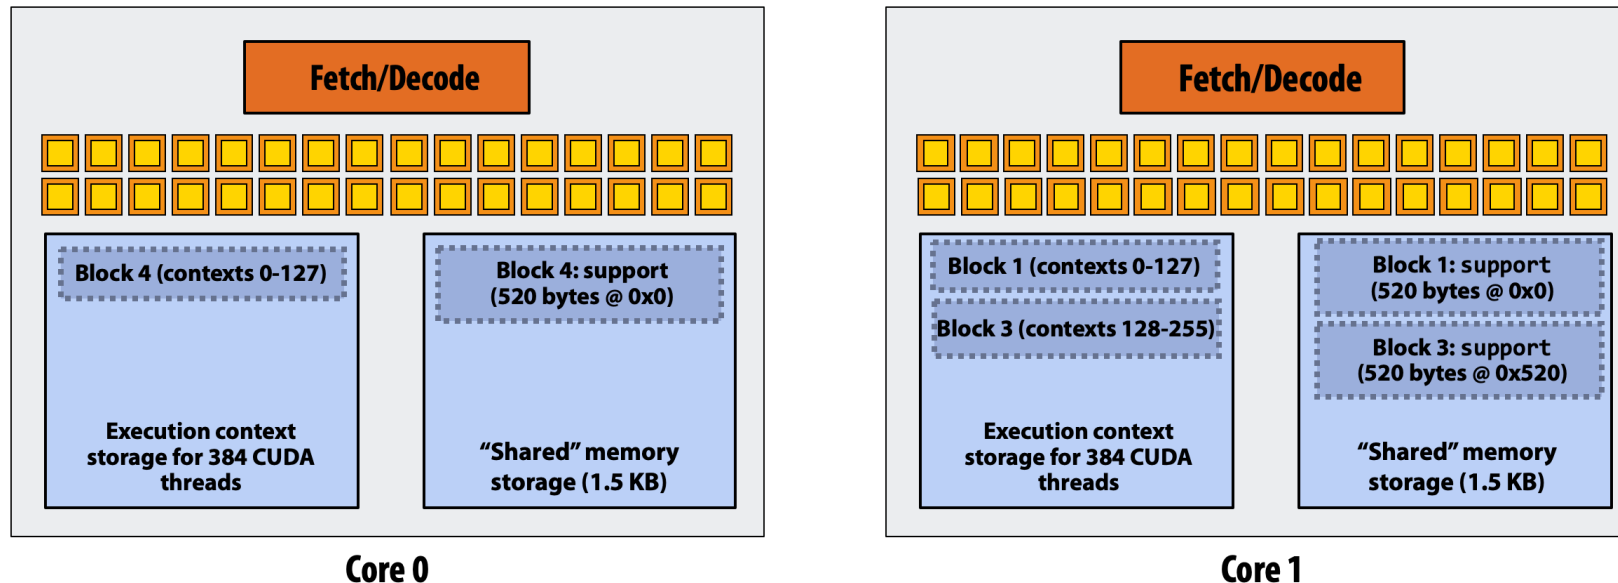 Fetch/Decode
Block 4 (contexts 0-127)
Execution context
storage for 384 CUDA
threads
Block 4: support
(520 bytes @ 0x0)
“Shared” memory
storage (1.5 KB)
Core 0
Fetch/Decode
Block 1 (contexts 0-127)
Block 3 (contexts 128-255)
Execution context
storage for 384 CUDA
threads
Block 1: support
(520 bytes @ 0x0)
Block 3: support
(520 bytes @ 0x520)
“Shared” memory
storage (1.5 KB)
Core 1